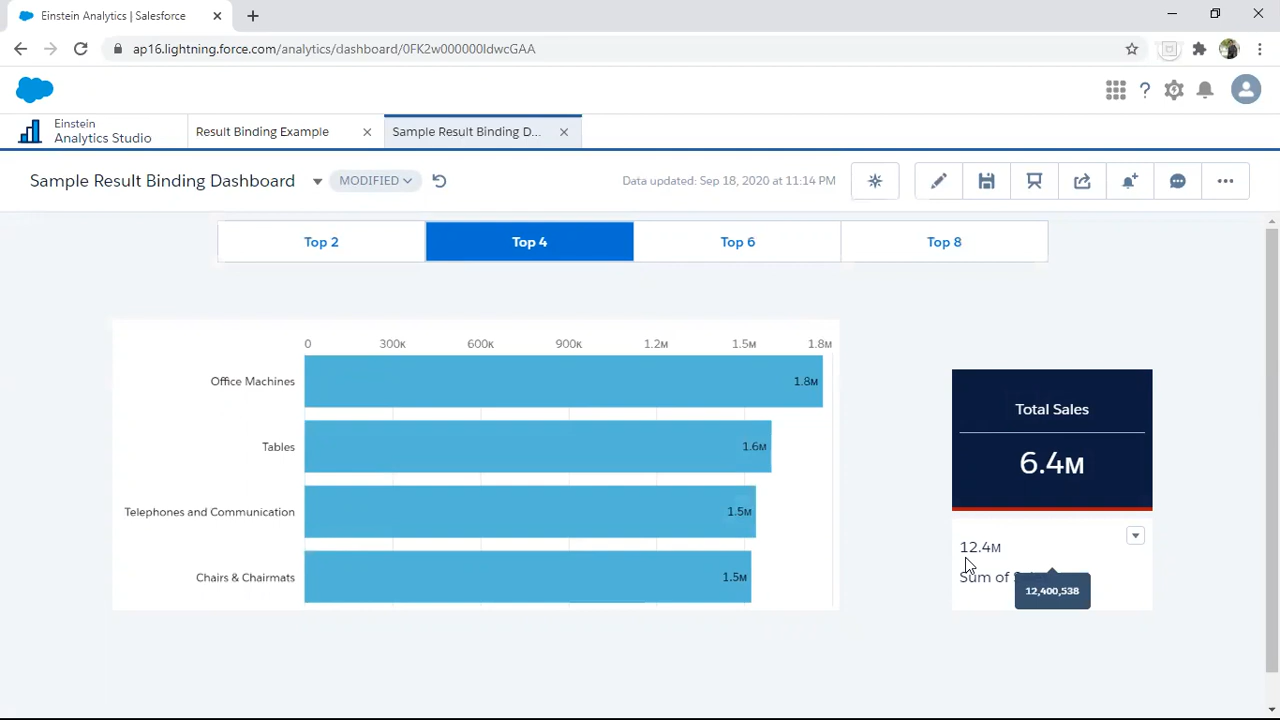 Einstein Analytics | Salesforce
ap16.lightning.force.com/analytics/dashboard/0FK2w000000IdwcGAA
Einstein
Analytics Studio
Result Binding Example
Sample Result Binding D...
Sample Result Binding Dashboard
MODIFIED
Data updated: Sep 18, 2020 at 11:14 PM
Top 2
Top 4
Top 6
Top 8
0
300K
600K
900K
1.2M
1.5M
1.8M
Office Machines
1.8M
Tables
1.6M
Telephones and Communication
1.5M
Chairs & Chairmats
1.5M
Total Sales
6.4M
12.4M
Sum of
12,400,538